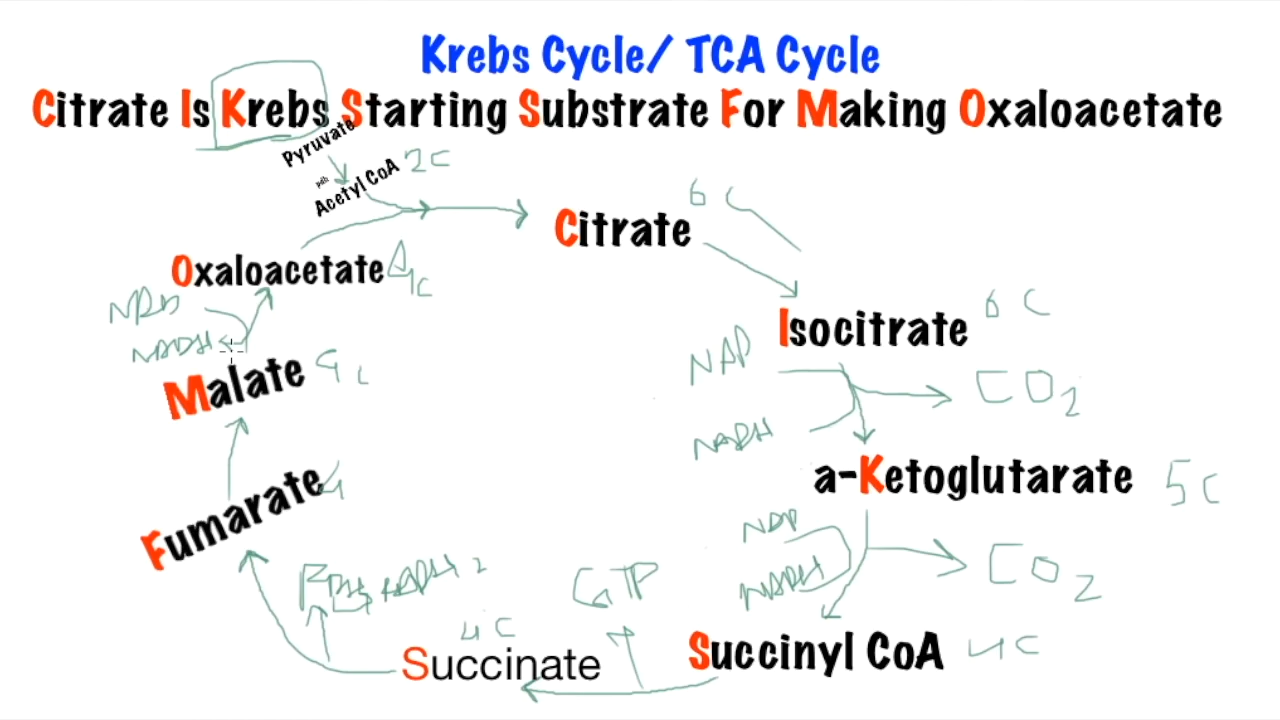 Krebs Cycle/ TCA Cycle
Citrate Is Krebs Starting Substrate For Making Oxaloacetate
Pyruvate
pdh
Acetyl CoA 2C
Citrate 6C
Oxaloacetate 4C
NAD
NADH
Isocitrate 6C
NAD
CO2
NADH
Malate 4C
a-Ketoglutarate 5C
Fumarate 4
NAD
NADH
CO2
GTP
Succinate 4C
Succinyl CoA 4C